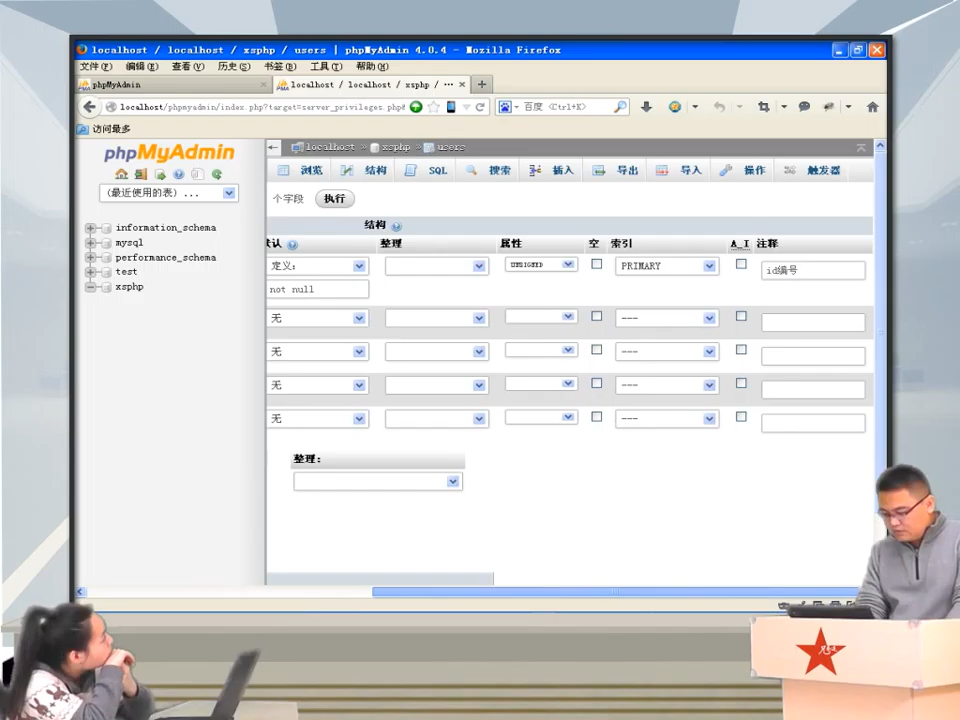 localhost / localhost / xsphp / users | phpMyAdmin 4.0.4 - Mozilla Firefox
文件(F) 编辑(E) 查看(V) 历史(S) 书签(B) 工具(T) 帮助(H)
phpMyAdmin × localhost / localhost / xsphp / ... × +
localhost/phpmyadmin/index.php?target=server_privileges.php& 百度 <Ctrl+K>
访问最多
phpMyAdmin
(最近使用的表) ...
information_schema
mysql
performance_schema
test
xsphp
localhost » xsphp » users
浏览 结构 SQL 搜索 插入 导出 导入 操作 触发器
个字段 执行
结构
默认 整理 属性 空 索引 A_I 注释
定义: UNSIGNED PRIMARY id编号
not null
无 ---
无 ---
无 ---
无 ---
整理: